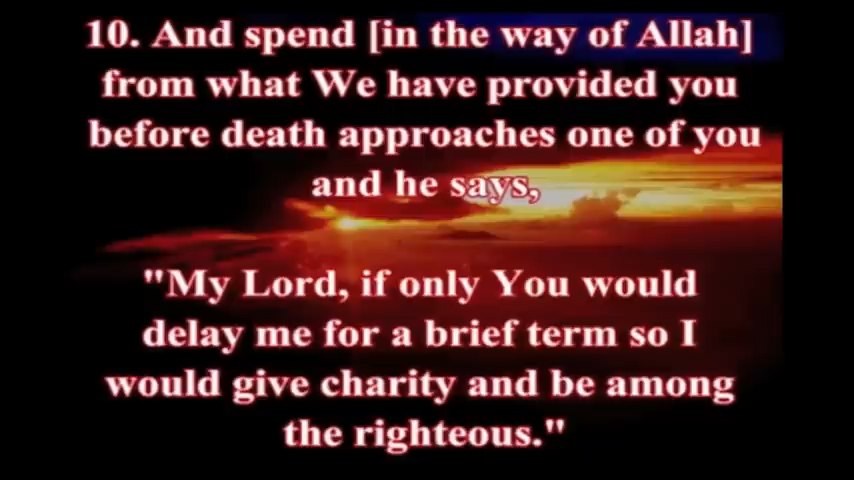 10. And spend [in the way of Allah]
from what We have provided you
before death approaches one of you
and he says,
"My Lord, if only You would
delay me for a brief term so I
would give charity and be among
the righteous."